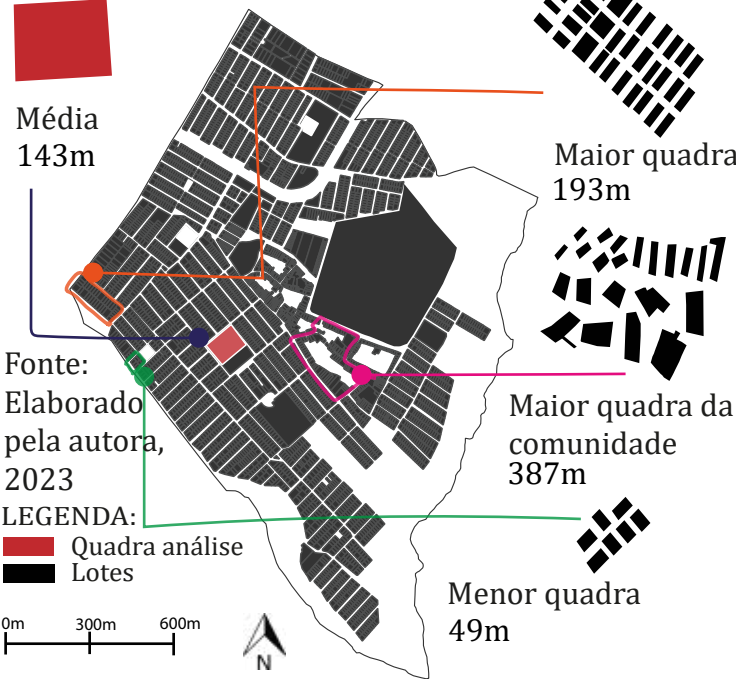 Média
143m
Maior quadra
193m
Fonte:
Elaborado
pela autora,
2023
Maior quadra da
comunidade
387m
LEGENDA:
Quadra análise
Lotes
Menor quadra
49m
0m 300m 600m
N